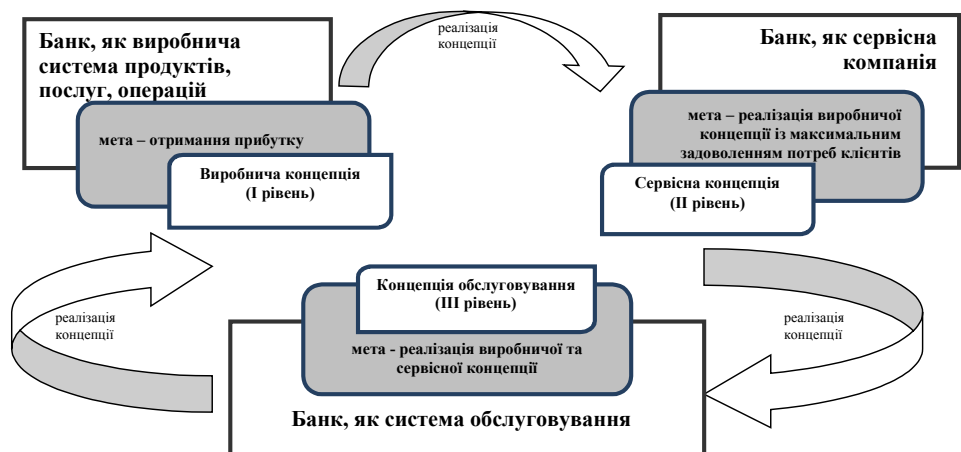 реалізація
концепції
Банк, як виробнича
система продуктів,
послуг, операцій
мета – отримання прибутку
Виробнича концепція
(І рівень)
Банк, як сервісна
компанія
мета – реалізація виробничої
концепції із максимальним
задоволенням потреб клієнтів
Сервісна концепція
(ІІ рівень)
реалізація
концепції
Концепція обслуговування
(ІІІ рівень)
мета - реалізація виробничої та
сервісної концепції
Банк, як система обслуговування
реалізація
концепції